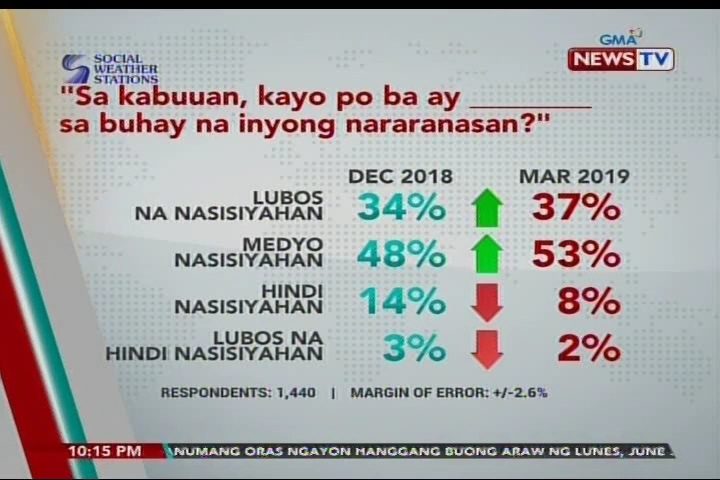 SOCIAL
WEATHER
STATIONS
GMA
NEWS TV
"Sa kabuuan, kayo po ba ay ________
sa buhay na inyong nararanasan?"
DEC 2018 MAR 2019
LUBOS
NA NASISIYAHAN 34% 37%
MEDYO
NASISIYAHAN 48% 53%
HINDI
NASISIYAHAN 14% 8%
LUBOS NA
HINDI NASISIYAHAN 3% 2%
RESPONDENTS: 1,440 | MARGIN OF ERROR: +/-2.6%
10:15 PM NUMANG ORAS NGAYON HANGGANG BUONG ARAW NG LUNES, JUNE